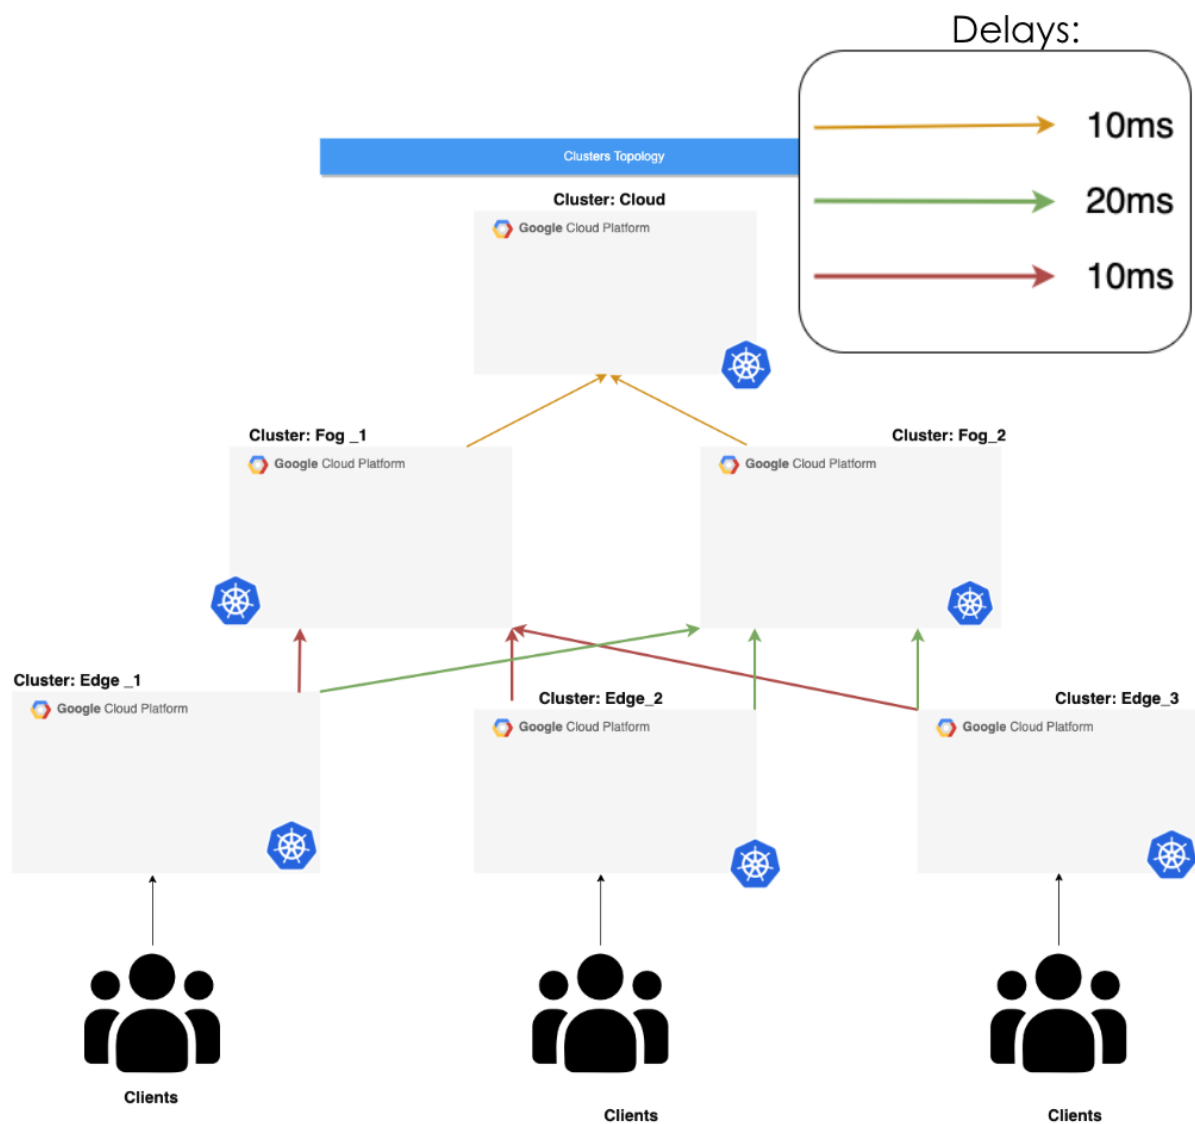 Delays:
10ms
20ms
10ms
Clusters Topology
Cluster: Cloud
Google Cloud Platform
Cluster: Fog _1
Google Cloud Platform
Cluster: Fog_2
Google Cloud Platform
Cluster: Edge _1
Google Cloud Platform
Cluster: Edge_2
Google Cloud Platform
Cluster: Edge_3
Google Cloud Platform
Clients
Clients
Clients